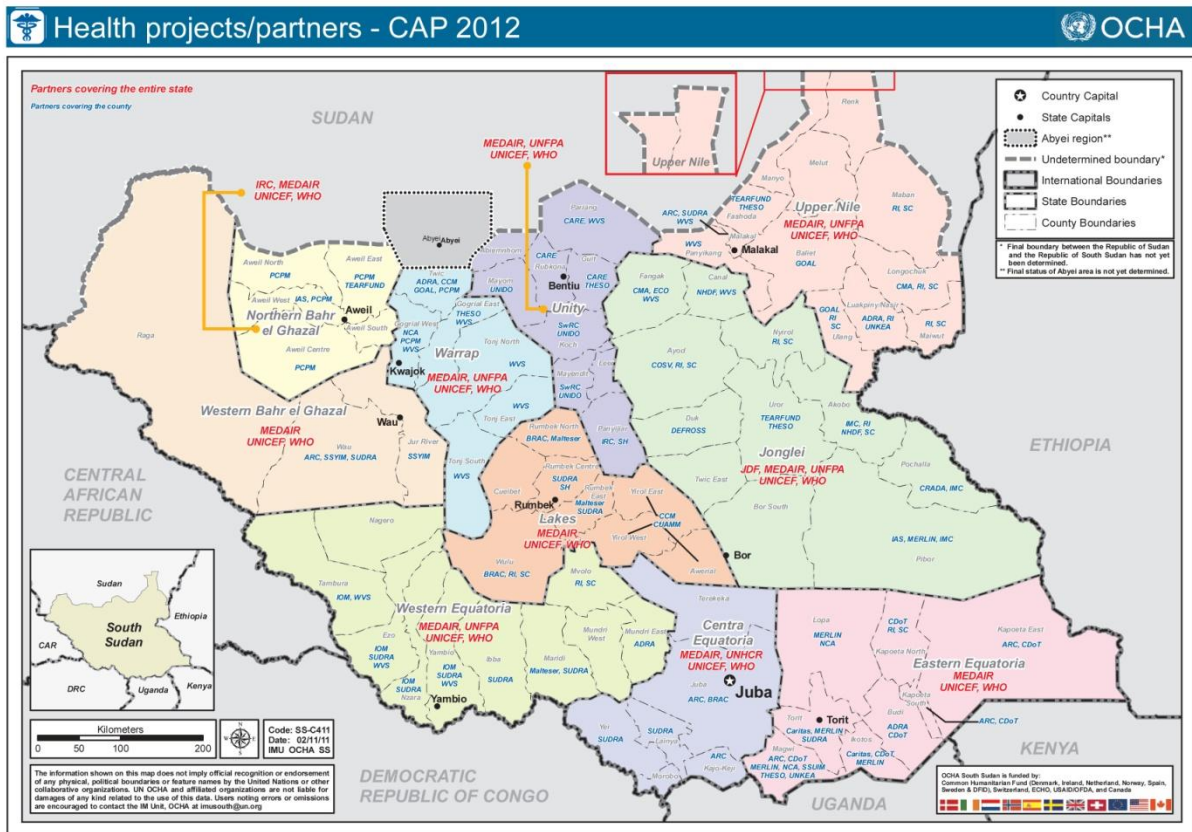 Health projects/partners - CAP 2012
OCHA
Partners covering the entire state
Partners covering the county
SUDAN
MEDAIR, UNFPA
UNICEF, WHO
IRC, MEDAIR
UNICEF, WHO
Upper Nile
Country Capital
State Capitals
Abyei region**
Undetermined boundary*
International Boundaries
State Boundaries
County Boundaries
* Final boundary between the Republic of Sudan
and the Republic of South Sudan has not yet
been determined.
** Final status of Abyei area is not yet determined.
Renk
Melut
Manyo
TEARFUND
THESO
Fashoda
Maban
RI, SC
Upper Nile
MEDAIR, UNFPA
UNICEF, WHO
ARC, SUDRA
WVS
Malakal
Malakal
WVS
Panyikang
Baliet
GOAL
Longochuk
CMA, RI, SC
Luakpiny/Nasir
ADRA, RI
UNKEA
GOAL
RI
SC
Ulang
RI, SC
Maiwut
Abyei
Abyei
Pariang
CARE, WVS
Abiemnhom
CARE
Rubkona
Guit
CARE
THESO
Mayom
UNIDO
Bentiu
Unity
SwRC
UNIDO
Koch
Leer
Mayendit
SwRC
UNIDO
Panyijiar
IRC, SH
Aweil North
Aweil East
PCPM
PCPM
TEARFUND
Aweil West
IAS, PCPM
Northern Bahr
el Ghazal
Aweil
Aweil South
Aweil Centre
PCPM
Raga
Twic
ADRA, CCM
GOAL, PCPM
Gogrial East
THESO
WVS
Gogrial West
NCA
PCPM
WVS
Kwajok
Warrap
MEDAIR, UNFPA
UNICEF, WHO
Tonj North
WVS
WVS
Tonj East
Tonj South
WVS
Western Bahr el Ghazal
MEDAIR
UNICEF, WHO
Wau
Wau
ARC, SSYIM, SUDRA
Jur River
SSYIM
Fangak
CMA, ECO
WVS
Canal
NHDF, WVS
Nyirol
RI, SC
Ayod
COSV, RI, SC
Uror
TEARFUND
THESO
Akobo
IMC, RI
NHDF, SC
Duk
DEFROSS
Jonglei
JDF, MEDAIR, UNFPA
UNICEF, WHO
Pochalla
CRADA, IMC
Twic East
Bor South
IAS, MERLIN, IMC
Pibor
Bor
ETHIOPIA
CENTRAL
AFRICAN
REPUBLIC
Rumbek North
BRAC, Malteser
Rumbek Centre
SUDRA
SH
Cueibet
Rumbek
East
Malteser
SUDRA
Rumbek
Lakes
MEDAIR
UNICEF, WHO
Yirol East
CCM
CUAMM
Yirol West
Awerial
Wulu
BRAC, RI, SC
Nagero
Tambura
IOM, WVS
Mvolo
RI, SC
Western Equatoria
MEDAIR, UNFPA
UNICEF, WHO
Ezo
IOM
SUDRA
WVS
Yambio
IOM
SUDRA
WVS
Ibba
SUDRA
Maridi
Malteser, SUDRA
Mundri
West
Mundri East
ADRA
IOM
SUDRA
Nzara
Yambio
Terekeka
Centra
Equatoria
MEDAIR, UNHCR
UNICEF, WHO
Juba
Juba
ARC, BRAC
Yei
SUDRA
SUDRA
Lainya
Morobo
ARC
Kajo-Keji
Lopa
MERLIN
NCA
CDoT
RI, SC
Kapoeta North
Kapoeta East
ARC, CDoT
Eastern Equatoria
MEDAIR
UNICEF, WHO
Kapoeta
South
ARC, CDoT
Budi
ADRA
CDoT
Torit
Torit
Caritas, MERLIN
SUDRA
Ikotos
Caritas, CDoT,
MERLIN
Magwi
ARC, CDoT
MERLIN, NCA, SSUIM
THESO, UNKEA
KENYA
UGANDA
DEMOCRATIC
REPUBLIC OF CONGO
Sudan
Ethiopia
South
Sudan
CAR
DRC
Uganda
Kenya
Kilometers
0 50 100 200
Code: SS-C411
Date: 02/11/11
IMU OCHA SS
The information shown on this map does not imply official recognition or endorsement
of any physical, political boundaries or feature names by the United Nations or other
collaborative organizations. UN OCHA and affiliated organizations are not liable for
damages of any kind related to the use of this data. Users noting errors or omissions
are encouraged to contact the IM Unit, OCHA at imusouth@un.org
OCHA South Sudan is funded by:
Common Humanitarian Fund (Denmark, Ireland, Netherland, Norway, Spain,
Sweden & DFID), Switzerland, ECHO, USAID/OFDA, and Canada